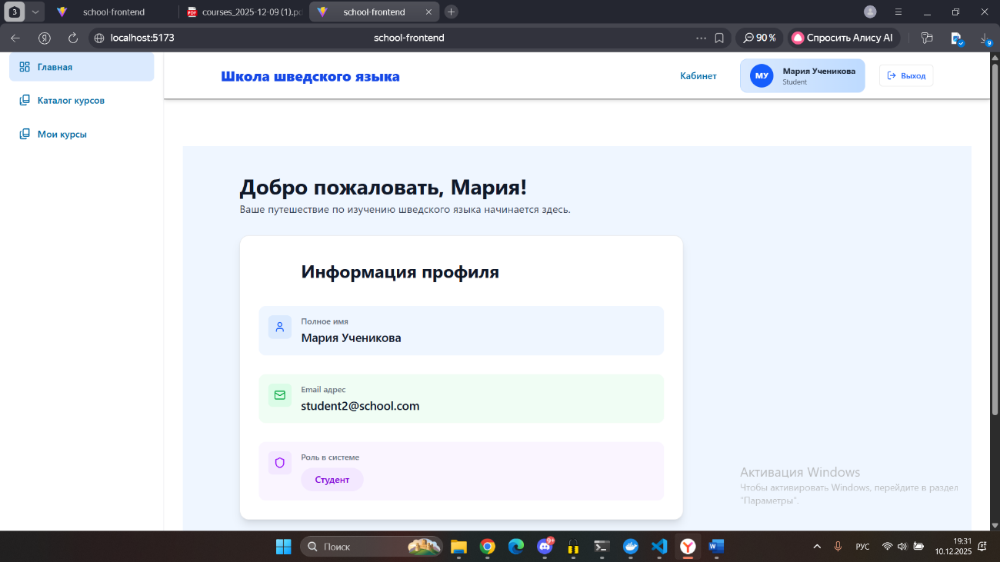 3
school-frontend
courses_2025-12-09 (1).pd
school-frontend
localhost:5173
school-frontend
90 %
Спросить Алису AI
9
Главная
Каталог курсов
Мои курсы
Школа шведского языка
Кабинет
МУ
Мария Ученикова
Student
Выход
Добро пожаловать, Мария!
Ваше путешествие по изучению шведского языка начинается здесь.
Информация профиля
Полное имя
Мария Ученикова
Email адрес
student2@school.com
Роль в системе
Студент
Активация Windows
Чтобы активировать Windows, перейдите в раздел
"Параметры".
Поиск
9+
РУС
19:31
10.12.2025